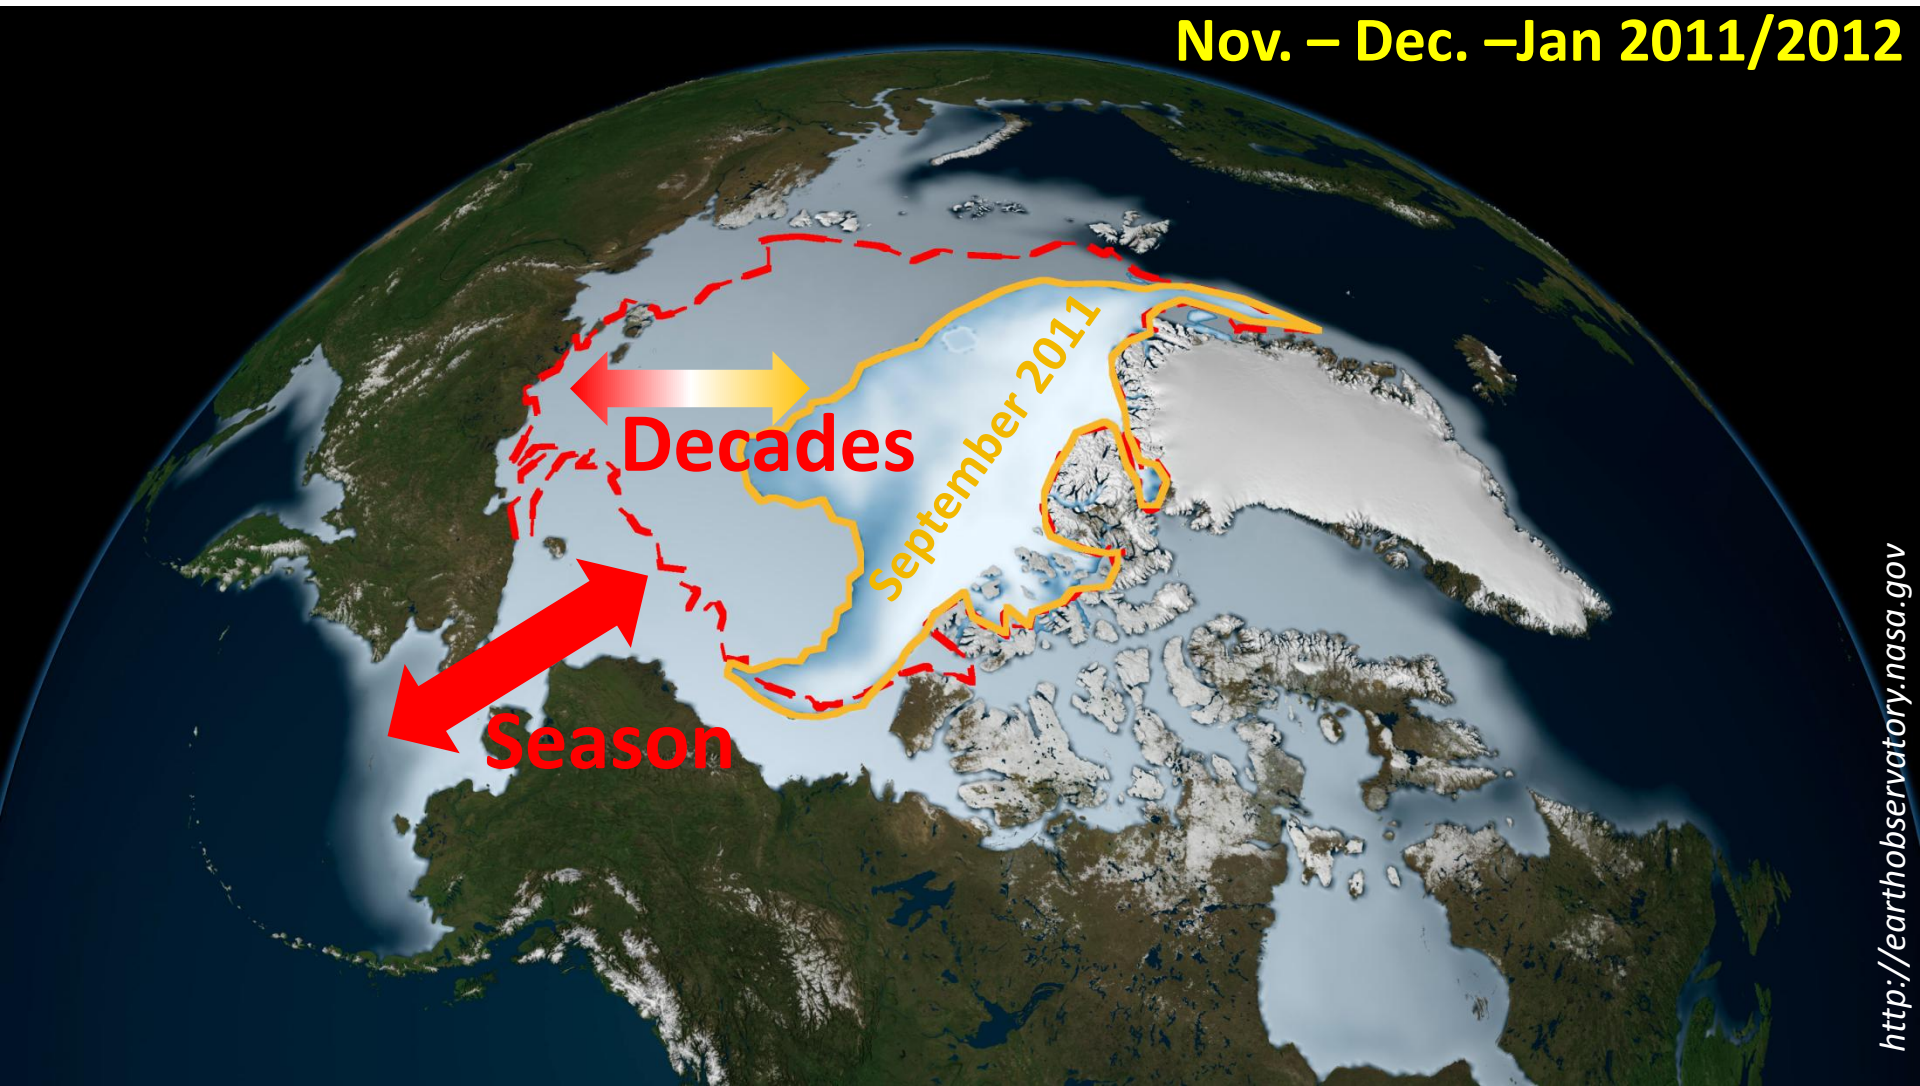 Nov. – Dec. –Jan 2011/2012
September 2011
Decades
Season
http://earthobservatory.nasa.gov